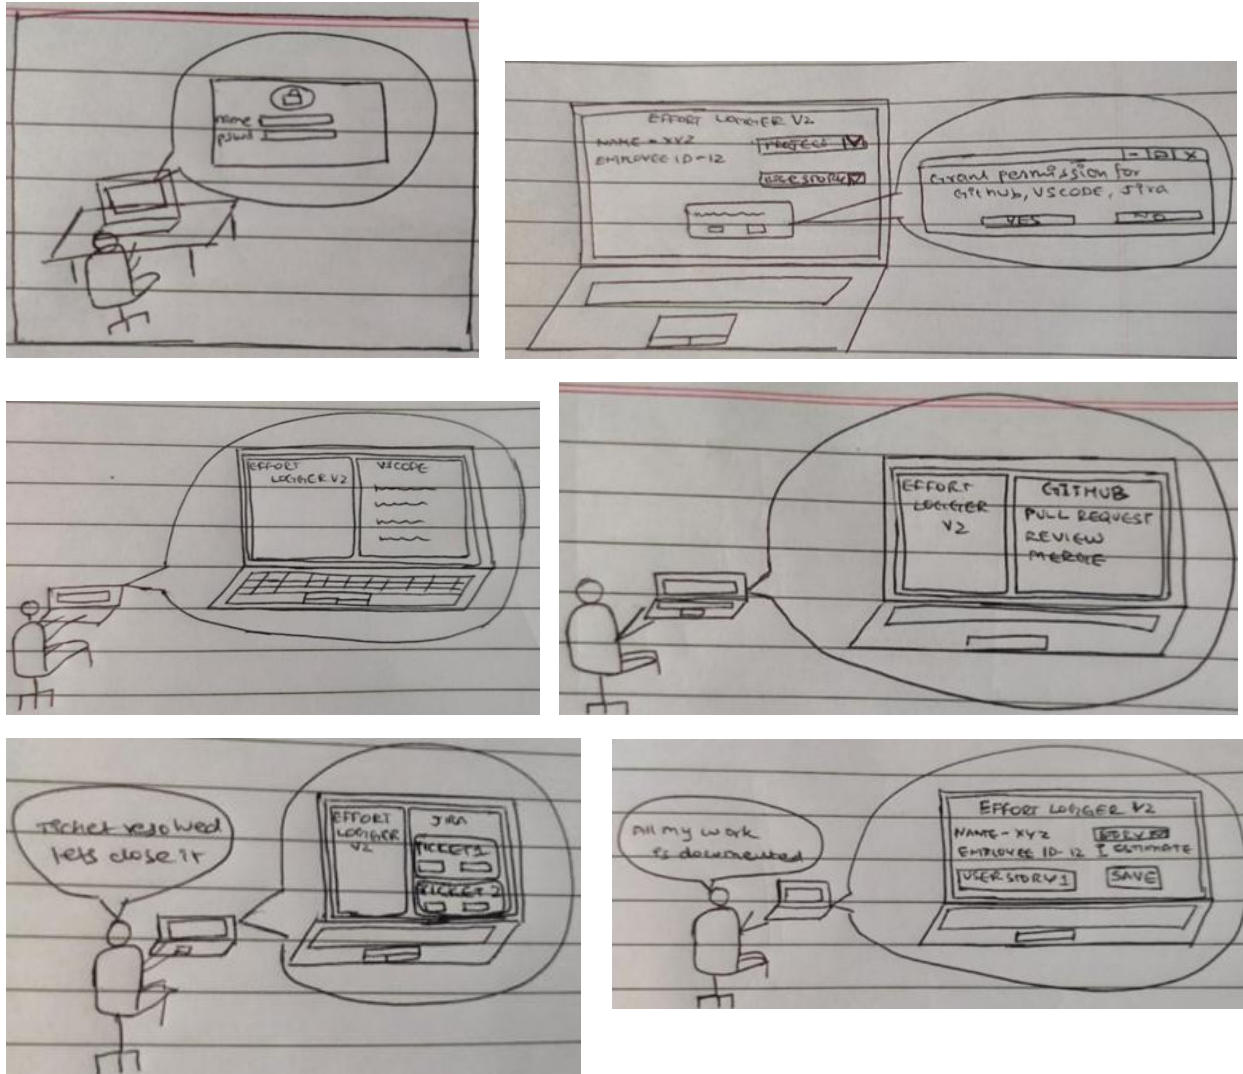 name
pswd
EFFORT LOGGER V2
NAME - XYZ
EMPLOYEE ID - 12
PROJECT
USER STORY
Grant permission for
Github, VSCODE, Jira
YES
NO
EFFORT
LOGGER V2
VSCODE
EFFORT
LOGGER
V2
GITHUB
PULL REQUEST
REVIEW
MERGE
Ticket resolved
lets close it
EFFORT
LOGGER
V2
JIRA
TICKET 1
TICKET 2
All my work
is documented
EFFORT LOGGER V2
NAME - XYZ
EMPLOYEE ID - 12
ESTIMATE
USER STORY 1
SAVE